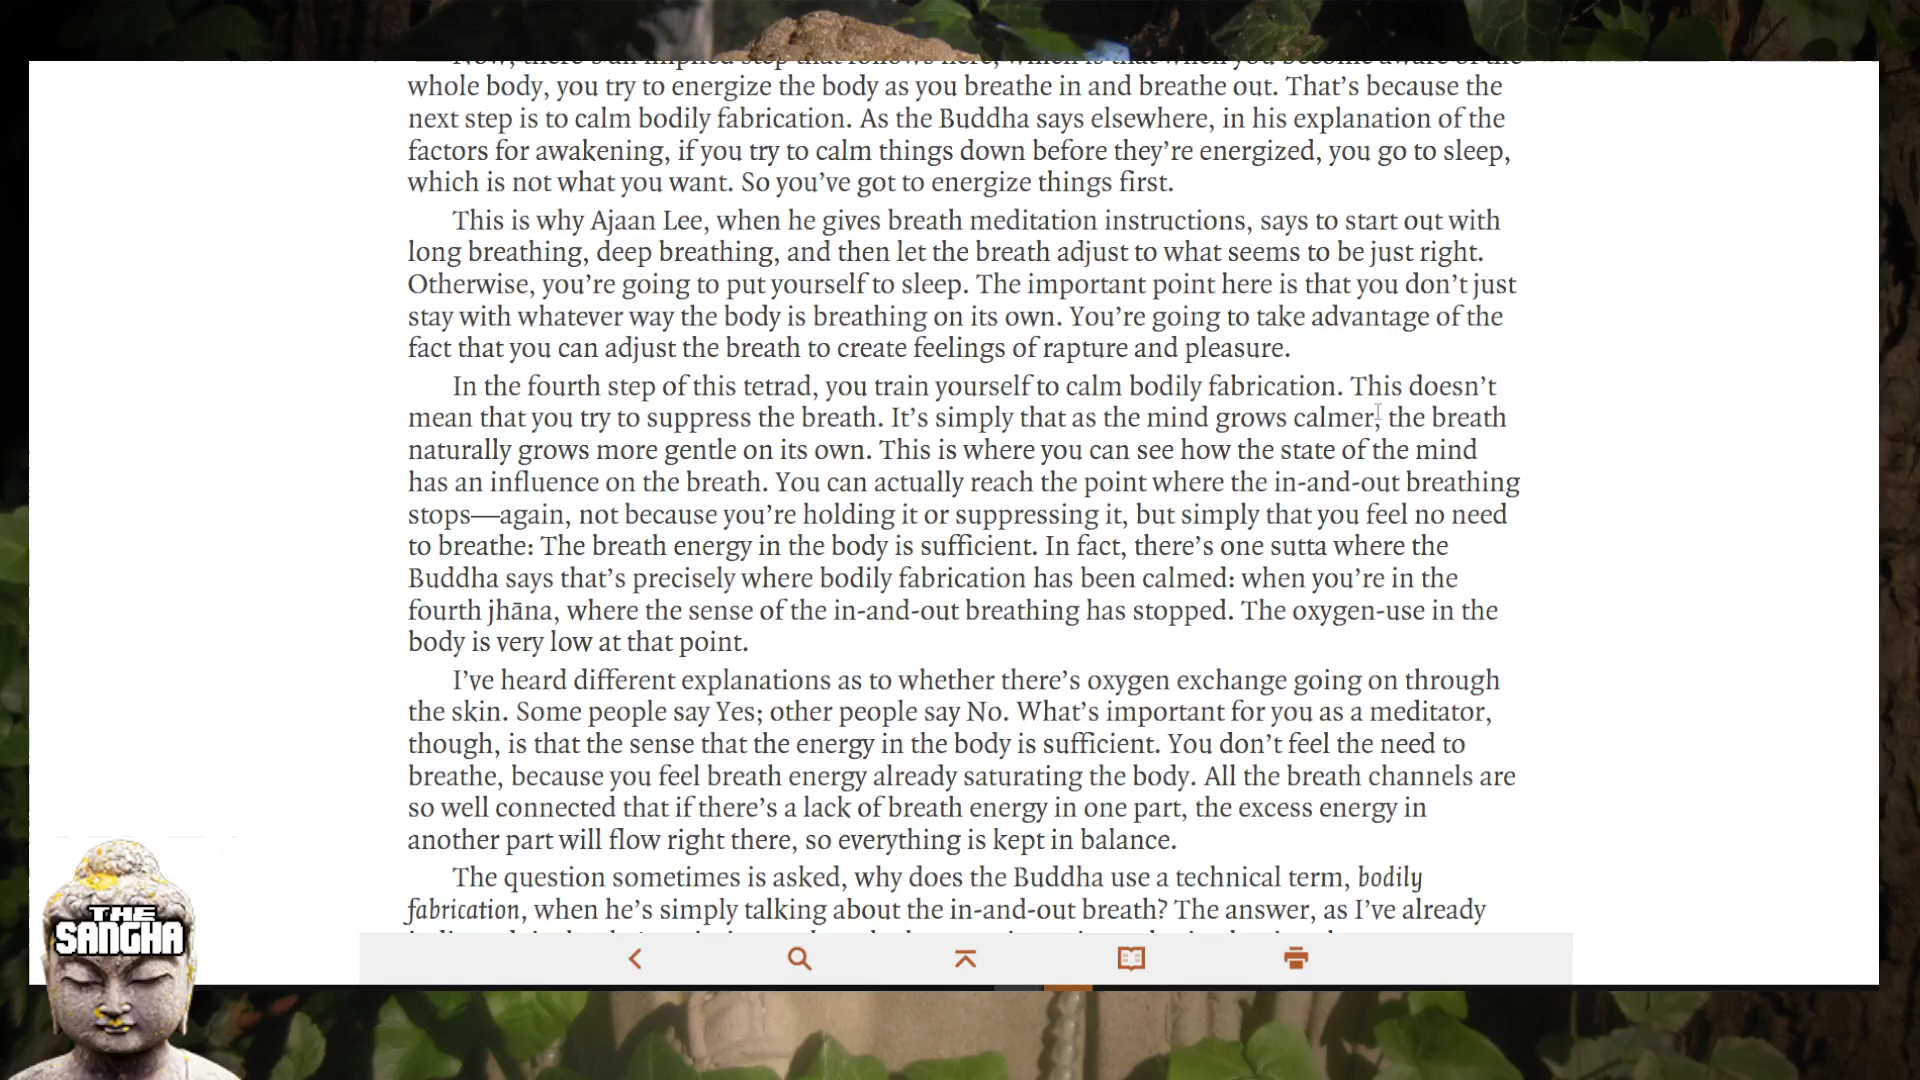 Now, there's an implicit step that follows here, which is that when you become aware of the
whole body, you try to energize the body as you breathe in and breathe out. That's because the
next step is to calm bodily fabrication. As the Buddha says elsewhere, in his explanation of the
factors for awakening, if you try to calm things down before they're energized, you go to sleep,
which is not what you want. So you've got to energize things first.
This is why Ajaan Lee, when he gives breath meditation instructions, says to start out with
long breathing, deep breathing, and then let the breath adjust to what seems to be just right.
Otherwise, you're going to put yourself to sleep. The important point here is that you don't just
stay with whatever way the body is breathing on its own. You're going to take advantage of the
fact that you can adjust the breath to create feelings of rapture and pleasure.
In the fourth step of this tetrad, you train yourself to calm bodily fabrication. This doesn't
mean that you try to suppress the breath. It's simply that as the mind grows calmer, the breath
naturally grows more gentle on its own. This is where you can see how the state of the mind
has an influence on the breath. You can actually reach the point where the in-and-out breathing
stops—again, not because you're holding it or suppressing it, but simply that you feel no need
to breathe: The breath energy in the body is sufficient. In fact, there's one sutta where the
Buddha says that's precisely where bodily fabrication has been calmed: when you're in the
fourth jhāna, where the sense of the in-and-out breathing has stopped. The oxygen-use in the
body is very low at that point.
I've heard different explanations as to whether there's oxygen exchange going on through
the skin. Some people say Yes; other people say No. What's important for you as a meditator,
though, is that the sense that the energy in the body is sufficient. You don't feel the need to
breathe, because you feel breath energy already saturating the body. All the breath channels are
so well connected that if there's a lack of breath energy in one part, the excess energy in
another part will flow right there, so everything is kept in balance.
The question sometimes is asked, why does the Buddha use a technical term, bodily
fabrication, when he's simply talking about the in-and-out breath? The answer, as I've already
THE
SANGHA